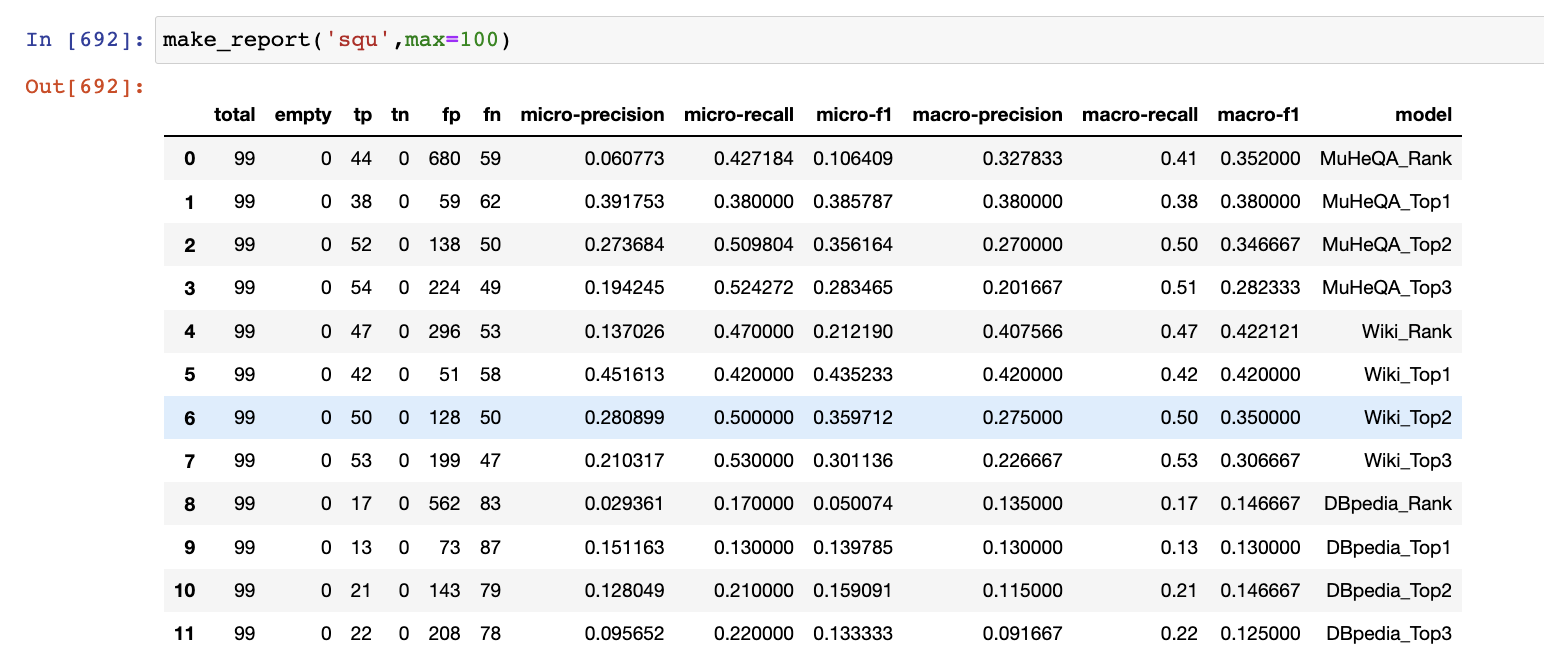 In [692]: make_report('squ',max=100)
Out[692]:
total empty tp tn fp fn micro-precision micro-recall micro-f1 macro-precision macro-recall macro-f1 model
0 99 0 44 0 680 59 0.060773 0.427184 0.106409 0.327833 0.41 0.352000 MuHeQA_Rank
1 99 0 38 0 59 62 0.391753 0.380000 0.385787 0.380000 0.38 0.380000 MuHeQA_Top1
2 99 0 52 0 138 50 0.273684 0.509804 0.356164 0.270000 0.50 0.346667 MuHeQA_Top2
3 99 0 54 0 224 49 0.194245 0.524272 0.283465 0.201667 0.51 0.282333 MuHeQA_Top3
4 99 0 47 0 296 53 0.137026 0.470000 0.212190 0.407566 0.47 0.422121 Wiki_Rank
5 99 0 42 0 51 58 0.451613 0.420000 0.435233 0.420000 0.42 0.420000 Wiki_Top1
6 99 0 50 0 128 50 0.280899 0.500000 0.359712 0.275000 0.50 0.350000 Wiki_Top2
7 99 0 53 0 199 47 0.210317 0.530000 0.301136 0.226667 0.53 0.306667 Wiki_Top3
8 99 0 17 0 562 83 0.029361 0.170000 0.050074 0.135000 0.17 0.146667 DBpedia_Rank
9 99 0 13 0 73 87 0.151163 0.130000 0.139785 0.130000 0.13 0.130000 DBpedia_Top1
10 99 0 21 0 143 79 0.128049 0.210000 0.159091 0.115000 0.21 0.146667 DBpedia_Top2
11 99 0 22 0 208 78 0.095652 0.220000 0.133333 0.091667 0.22 0.125000 DBpedia_Top3